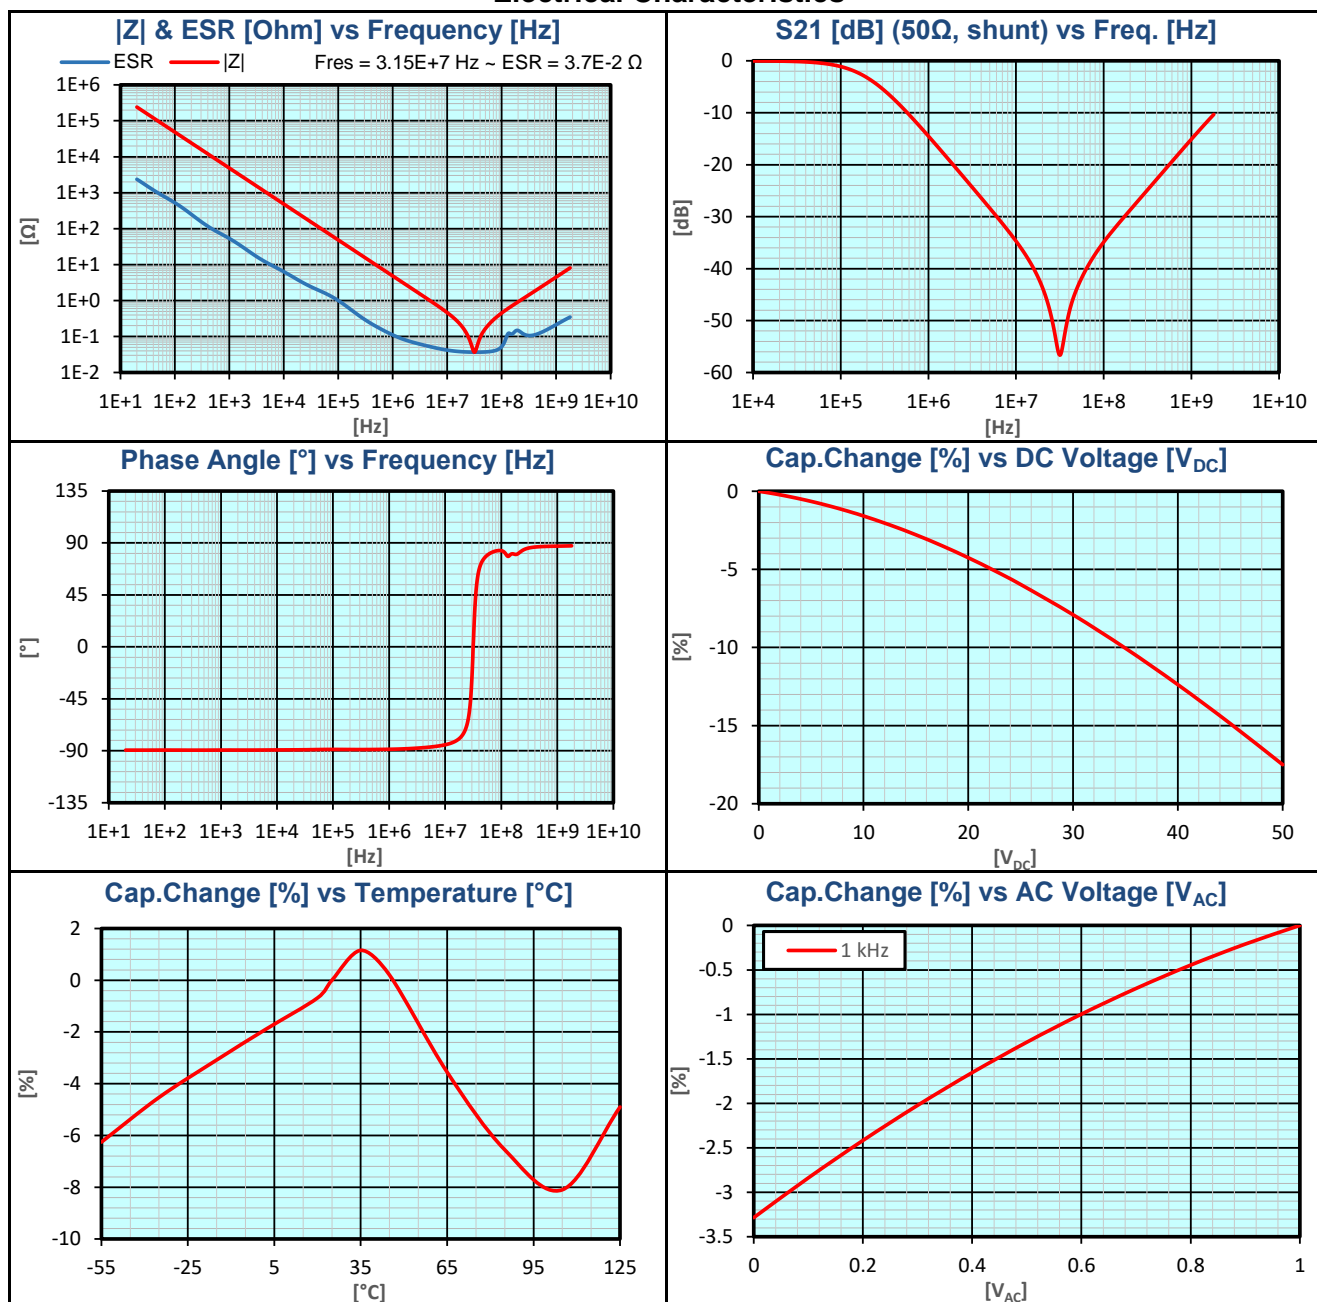 |Z| & ESR [Ohm] vs Frequency [Hz]
ESR |Z| Fres = 3.15E+7 Hz ~ ESR = 3.7E-2 Ω
1E+6
1E+5
1E+4
1E+3
1E+2
1E+1
1E+0
1E-1
1E-2
[Ω]
1E+1 1E+2 1E+3 1E+4 1E+5 1E+6 1E+7 1E+8 1E+9 1E+10
[Hz]
S21 [dB] (50Ω, shunt) vs Freq. [Hz]
0
-10
-20
-30
-40
-50
-60
[dB]
1E+4 1E+5 1E+6 1E+7 1E+8 1E+9 1E+10
[Hz]
Phase Angle [°] vs Frequency [Hz]
135
90
45
0
-45
-90
-135
[°]
1E+1 1E+2 1E+3 1E+4 1E+5 1E+6 1E+7 1E+8 1E+9 1E+10
[Hz]
Cap.Change [%] vs DC Voltage [VDC]
0
-5
-10
-15
-20
[%]
0 10 20 30 40 50
[VDC]
Cap.Change [%] vs Temperature [°C]
2
0
-2
-4
-6
-8
-10
[%]
-55 -25 5 35 65 95 125
[°C]
Cap.Change [%] vs AC Voltage [VAC]
1 kHz
0
-0.5
-1
-1.5
-2
-2.5
-3
-3.5
[%]
0 0.2 0.4 0.6 0.8 1
[VAC]